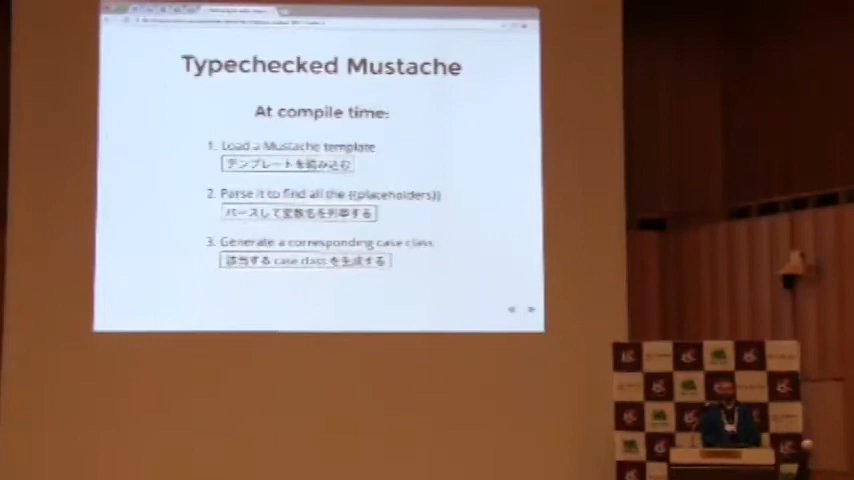 Typechecked Mustache
At compile time:
1. Load a Mustache template
テンプレートを読み込む
2. Parse it to find all the {{placeholders}}
パースして変数名を列挙する
3. Generate a corresponding case class
該当する case class を生成する